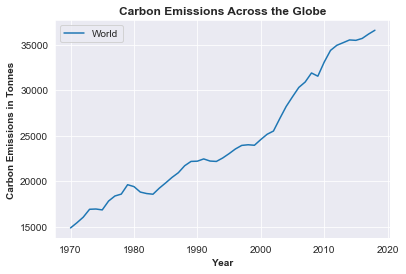 Carbon Emissions Across the Globe
World
Carbon Emissions in Tonnes
35000
30000
25000
20000
15000
1970 1980 1990 2000 2010 2020
Year